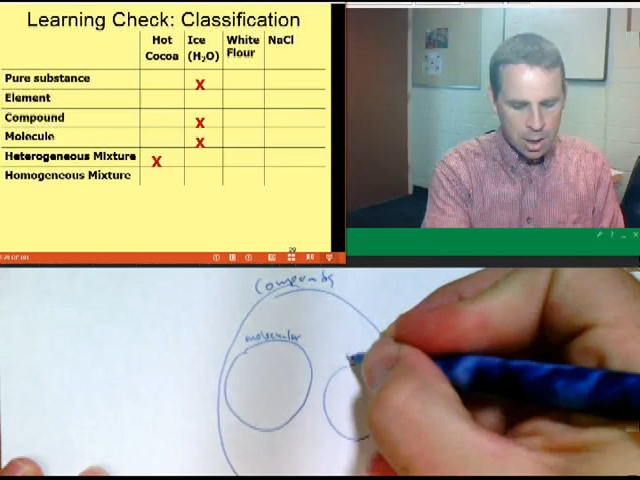 Learning Check: Classification
Hot Cocoa
Ice (H₂O)
White Flour
NaCl
Pure substance X
Element
Compound X
Molecule X
Heterogeneous Mixture X
Homogeneous Mixture
29
Compounds
molecular